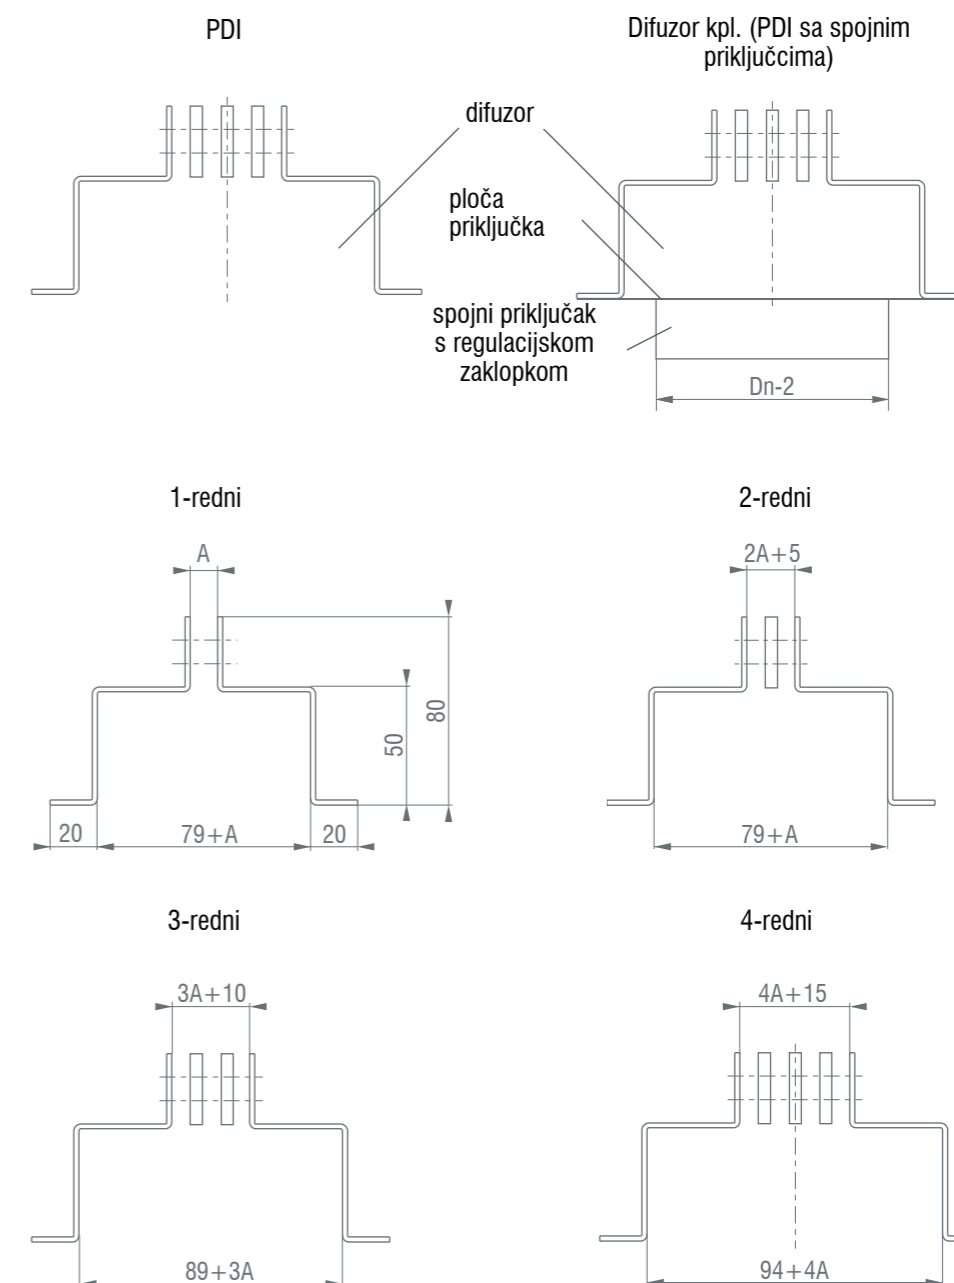 PDI
Difuzor kpl. (PDI sa spojnim
priključcima)
difuzor
ploča
priključka
spojni priključak
s regulacijskom
zaklopkom
Dn-2
1-redni
2-redni
A
2A+5
80
50
20
79+A
20
79+A
3-redni
4-redni
3A+10
4A+15
89+3A
94+4A